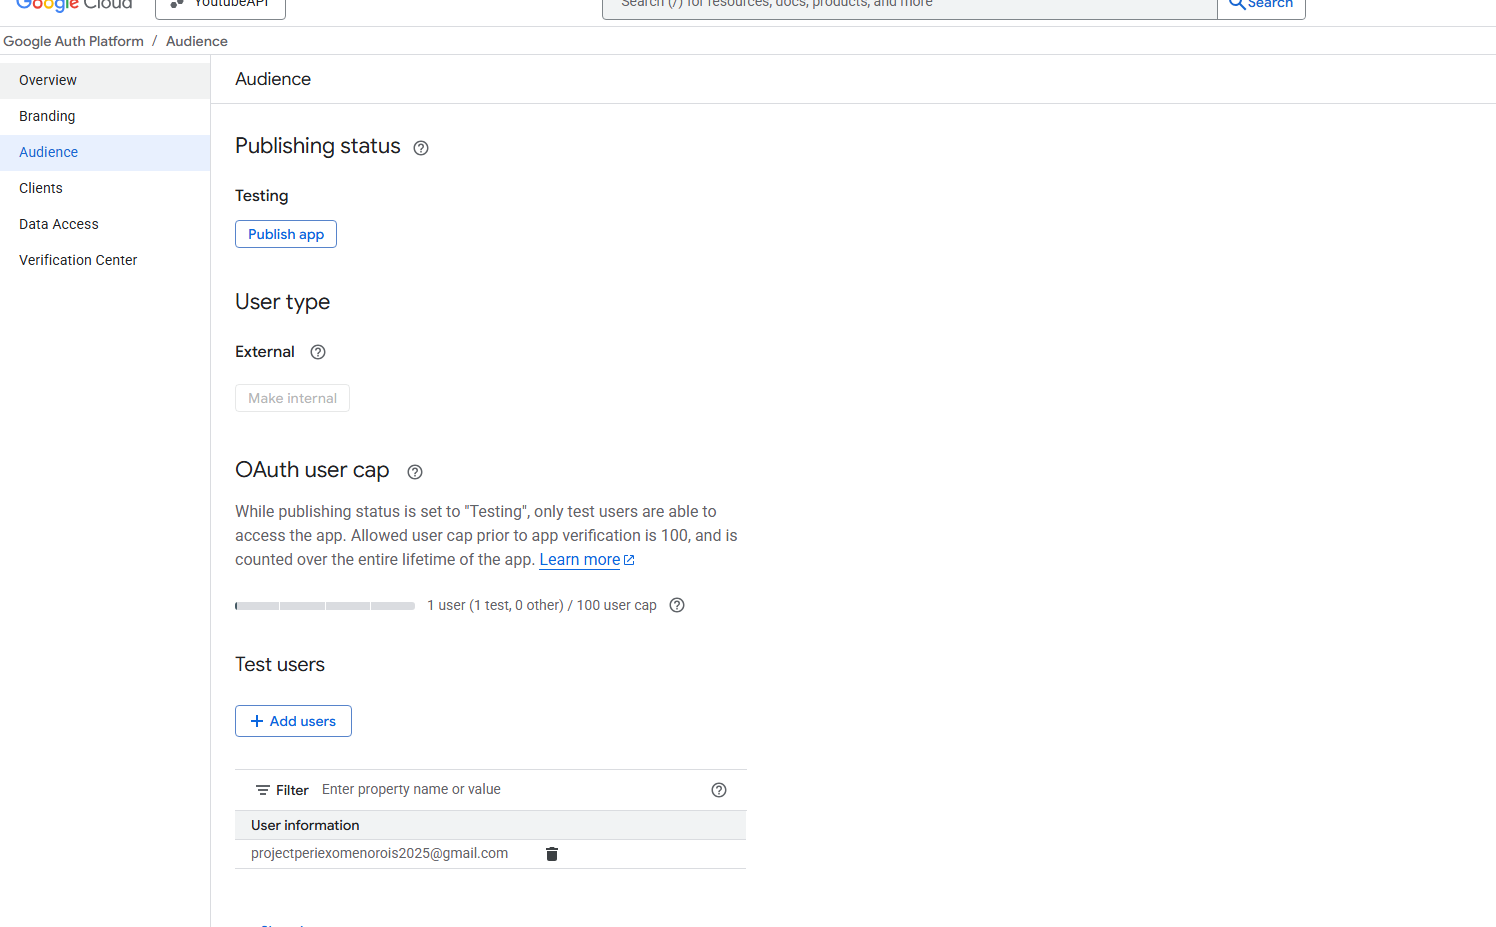 Google Cloud
YoutubeAPI
Search (/) for resources, docs, products, and more
Search
Google Auth Platform / Audience
Overview
Branding
Audience
Clients
Data Access
Verification Center
Audience
Publishing status
Testing
Publish app
User type
External
Make internal
OAuth user cap
While publishing status is set to "Testing", only test users are able to
access the app. Allowed user cap prior to app verification is 100, and is
counted over the entire lifetime of the app. Learn more
1 user (1 test, 0 other) / 100 user cap
Test users
+ Add users
Filter Enter property name or value
User information
projectperiexomenorois2025@gmail.com